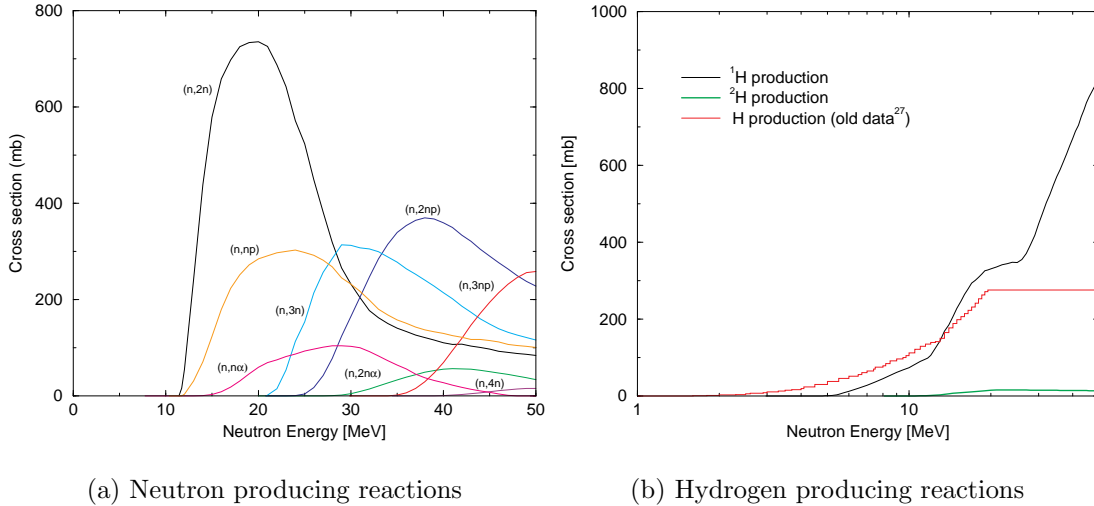 800
600
400
200
0
Cross section (mb)
(n,2n)
(n,np)
(n,3n)
(n,2np)
(n,3np)
(n,nα)
(n,2nα)
(n,4n)
0 10 20 30 40 50
Neutron Energy [MeV]
(a) Neutron producing reactions
1000
800
600
400
200
0
Cross section [mb]
¹H production
²H production
H production (old data²⁷)
1 10
Neutron Energy [MeV]
(b) Hydrogen producing reactions